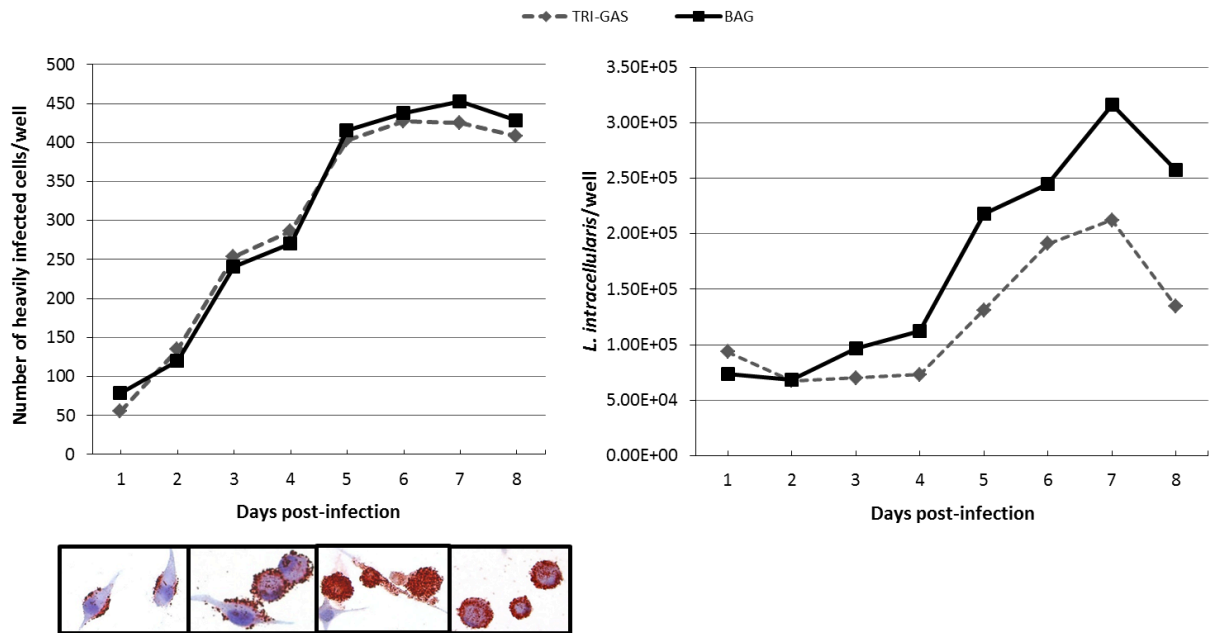 TRI-GAS
BAG
Number of heavily infected cells/well
500
450
400
350
300
250
200
150
100
50
0
1 2 3 4 5 6 7 8
Days post-infection
L. intracellularis/well
3.50E+05
3.00E+05
2.50E+05
2.00E+05
1.50E+05
1.00E+05
5.00E+04
0.00E+00
1 2 3 4 5 6 7 8
Days post-infection